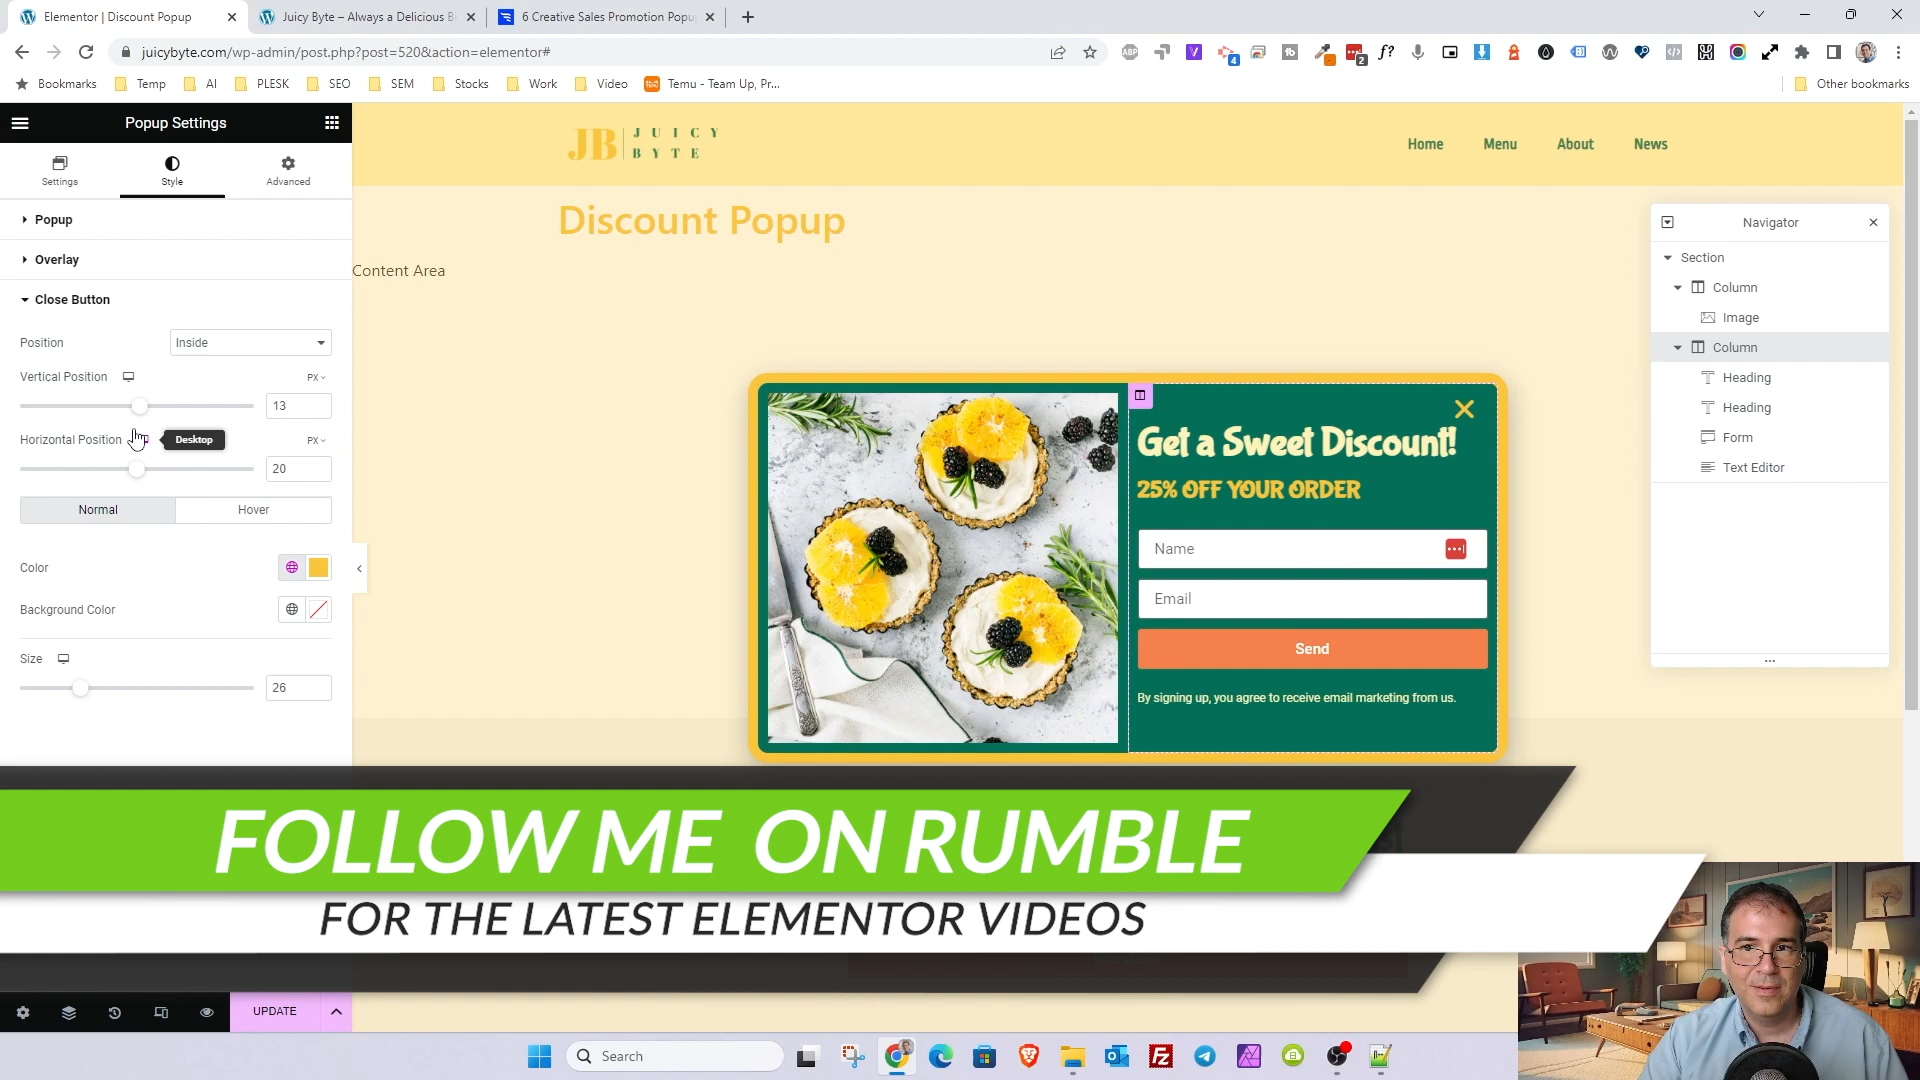 Elementor | Discount Popup
Juicy Byte – Always a Delicious Bi
6 Creative Sales Promotion Popu
juicybyte.com/wp-admin/post.php?post=520&action=elementor#
ABP
4
2
f?
Bookmarks
Temp
AI
PLESK
SEO
SEM
Stocks
Work
Video
Temu - Team Up, Pr...
Other bookmarks
Popup Settings
Settings
Style
Advanced
Popup
Overlay
Close Button
Position
Inside
Vertical Position
PX
13
Horizontal Position
Desktop
PX
20
Normal
Hover
Color
Background Color
Size
26
UPDATE
JB
JUICY
BYTE
Home
Menu
About
News
Discount Popup
Content Area
Get a Sweet Discount!
25% OFF YOUR ORDER
Name
Email
Send
By signing up, you agree to receive email marketing from us.
Navigator
Section
Column
Image
Column
Heading
Heading
Form
Text Editor
FOLLOW ME ON RUMBLE
FOR THE LATEST ELEMENTOR VIDEOS
Search